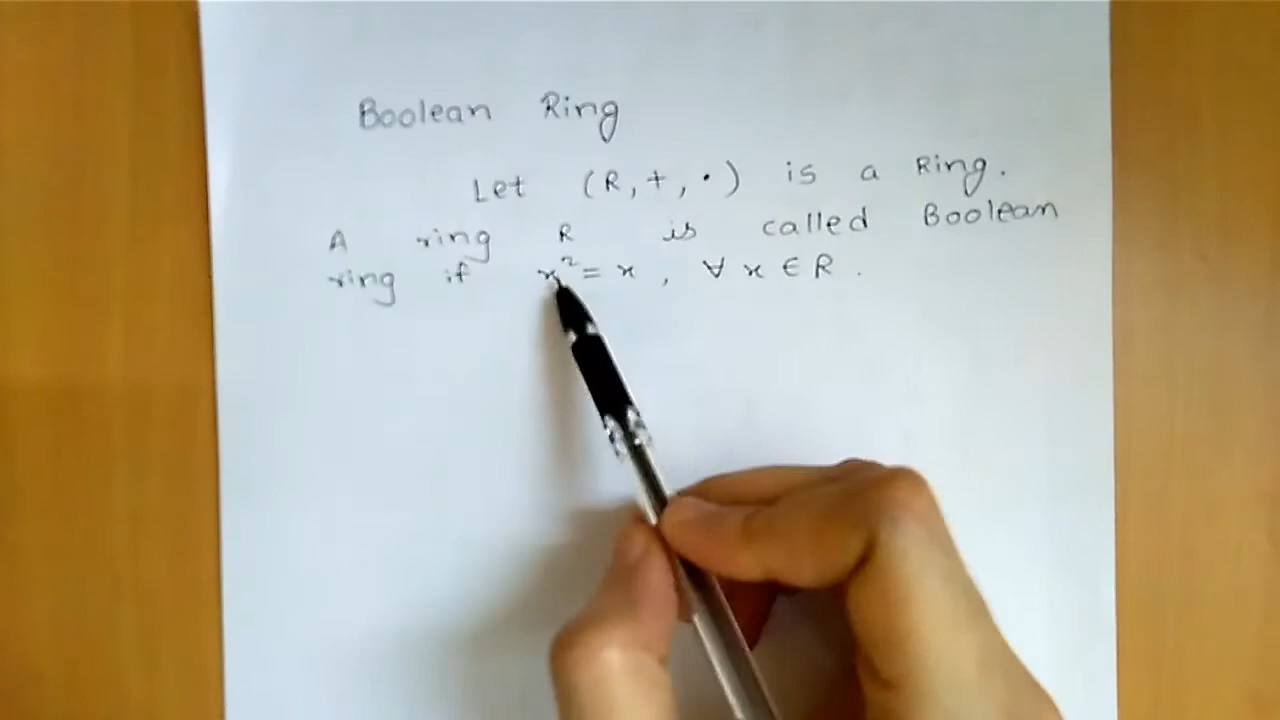 Boolean Ring
Let (R, +, ·) is a Ring.
A ring R is called Boolean
ring if x² = x , ∀ x ∈ R .